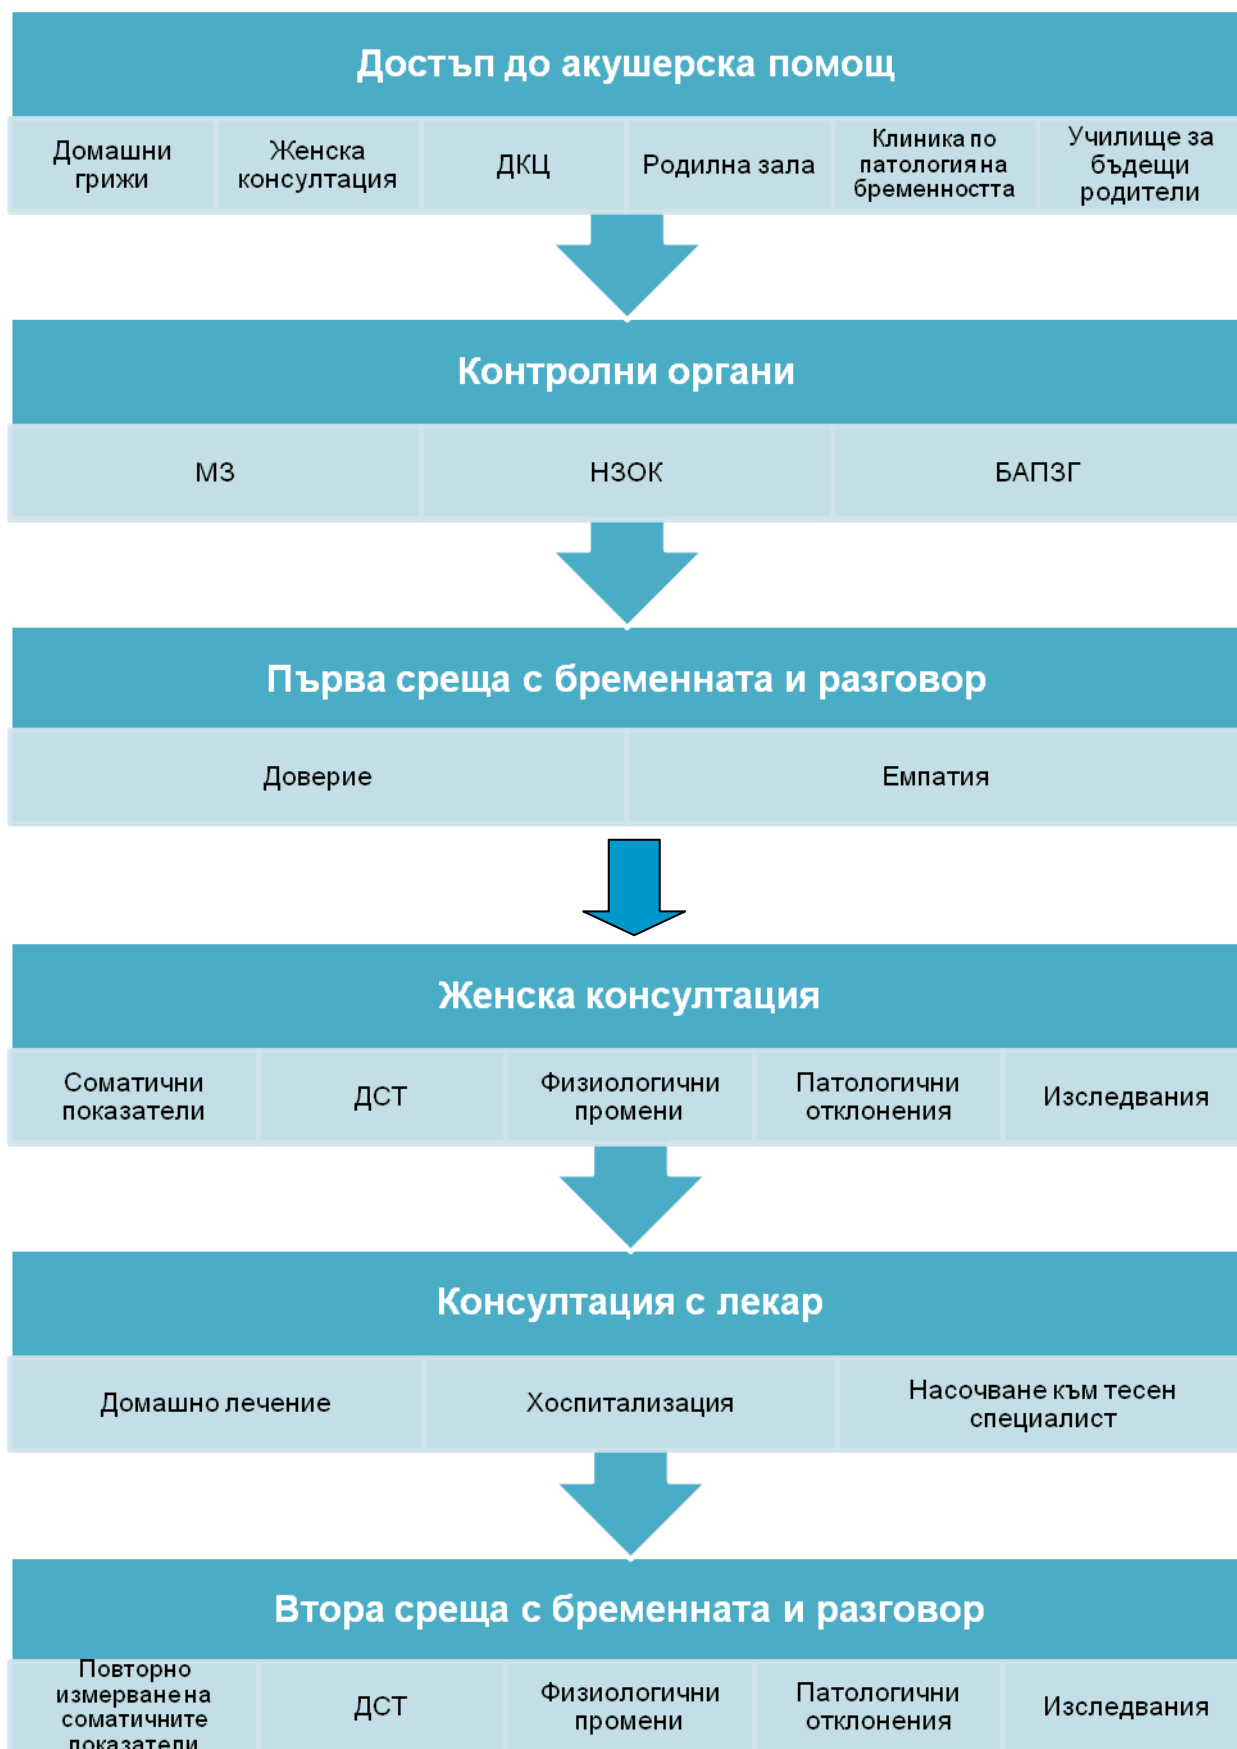 Достъп до акушерска помощ
Домашни
грижи
Женска
консултация
ДКЦ
Родилна зала
Клиника по
патология на
бременността
Училище за
бъдещи
родители
Контролни органи
МЗ
НЗОК
БАПЗГ
Първа среща с бременната и разговор
Доверие
Емпатия
Женска консултация
Соматични
показатели
ДСТ
Физиологични
промени
Патологични
отклонения
Изследвания
Консултация с лекар
Домашно лечение
Хоспитализация
Насочване към тесен
специалист
Втора среща с бременната и разговор
Повторно
измерване на
соматичните
показатели
ДСТ
Физиологични
промени
Патологични
отклонения
Изследвания